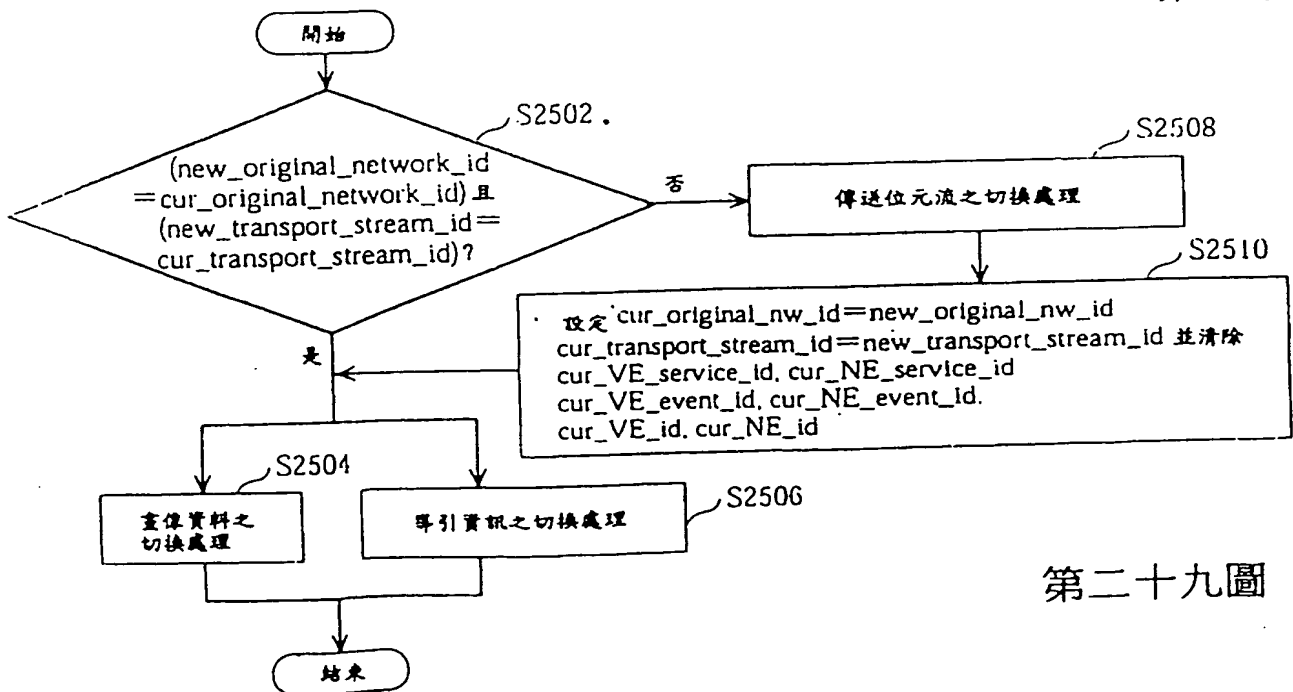 開始
S2502.
(new_original_network_id
=cur_original_network_id) 且
(new_transport_stream_id=
cur_transport_stream_id)?
否
S2508
傳送位元流之切換處理
S2510
設定 cur_original_nw_id=new_original_nw_id
cur_transport_stream_id=new_transport_stream_id 並清除
cur_VE_service_id, cur_NE_service_id
cur_VE_event_id, cur_NE_event_id.
cur_VE_id. cur_NE_id
是
S2504
畫像資料之
切換處理
S2506
導引資訊之切換處理
結束
第二十九圖